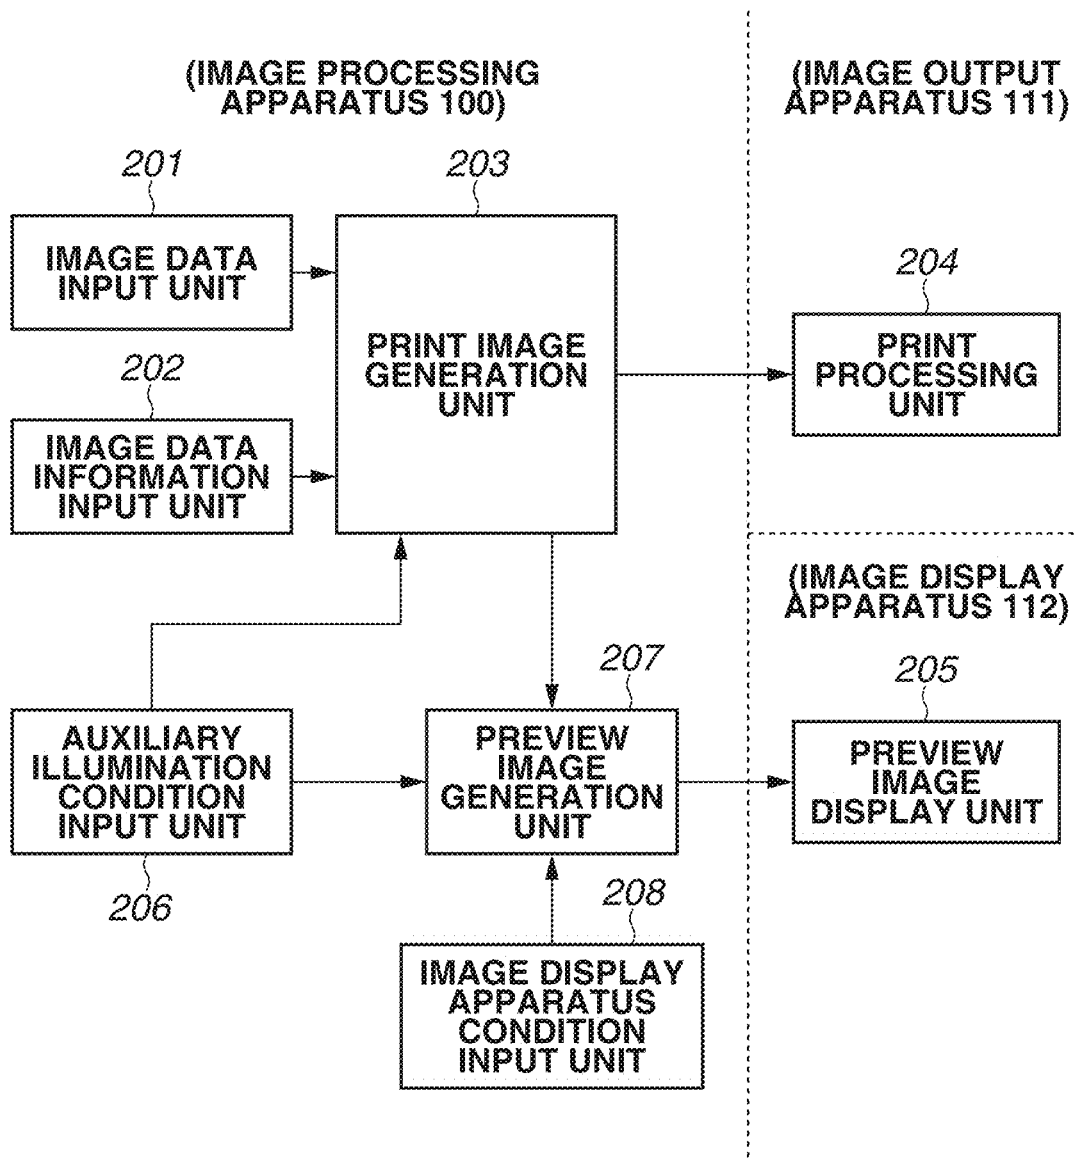 (IMAGE PROCESSING
APPARATUS 100)
(IMAGE OUTPUT
APPARATUS 111)
201
IMAGE DATA
INPUT UNIT
203
PRINT IMAGE
GENERATION
UNIT
204
PRINT
PROCESSING
UNIT
202
IMAGE DATA
INFORMATION
INPUT UNIT
(IMAGE DISPLAY
APPARATUS 112)
AUXILIARY
ILLUMINATION
CONDITION
INPUT UNIT
206
207
PREVIEW
IMAGE
GENERATION
UNIT
205
PREVIEW
IMAGE
DISPLAY UNIT
208
IMAGE DISPLAY
APPARATUS
CONDITION
INPUT UNIT